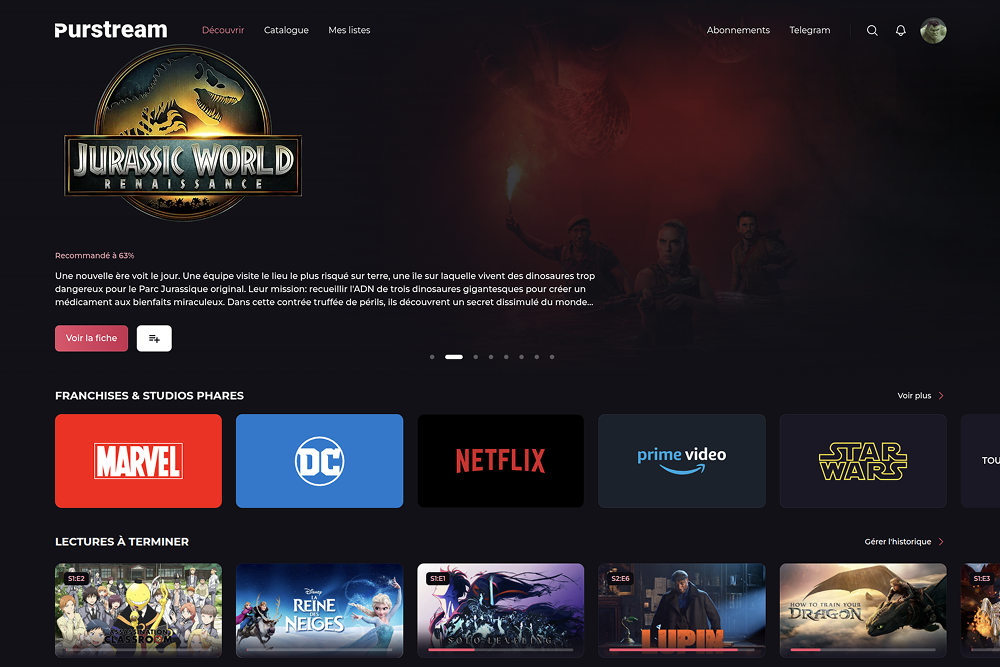 Purstream
Découvrir
Catalogue
Mes listes
Abonnements
Telegram
JURASSIC WORLD
RENAISSANCE
Recommandé à 63%
Une nouvelle ère voit le jour. Une équipe visite le lieu le plus risqué sur terre, une île sur laquelle vivent des dinosaures trop
dangereux pour le Parc Jurassique original. Leur mission: recueillir l'ADN de trois dinosaures gigantesques pour créer un
médicament aux bienfaits miraculeux. Dans cette contrée truffée de périls, ils découvrent un secret dissimulé du monde...
Voir la fiche
FRANCHISES & STUDIOS PHARES
Voir plus
MARVEL
DC
NETFLIX
prime video
STAR
WARS
TOU
LECTURES À TERMINER
Gérer l'historique
S1:E2
ASSASSINATION
CLASSROOM
Disney
LA
REINE
DES
NEIGES
S1:E1
SOLO LEVELING
S2:E6
LUPIN
HOW TO TRAIN YOUR
DRAGON
S1:E3